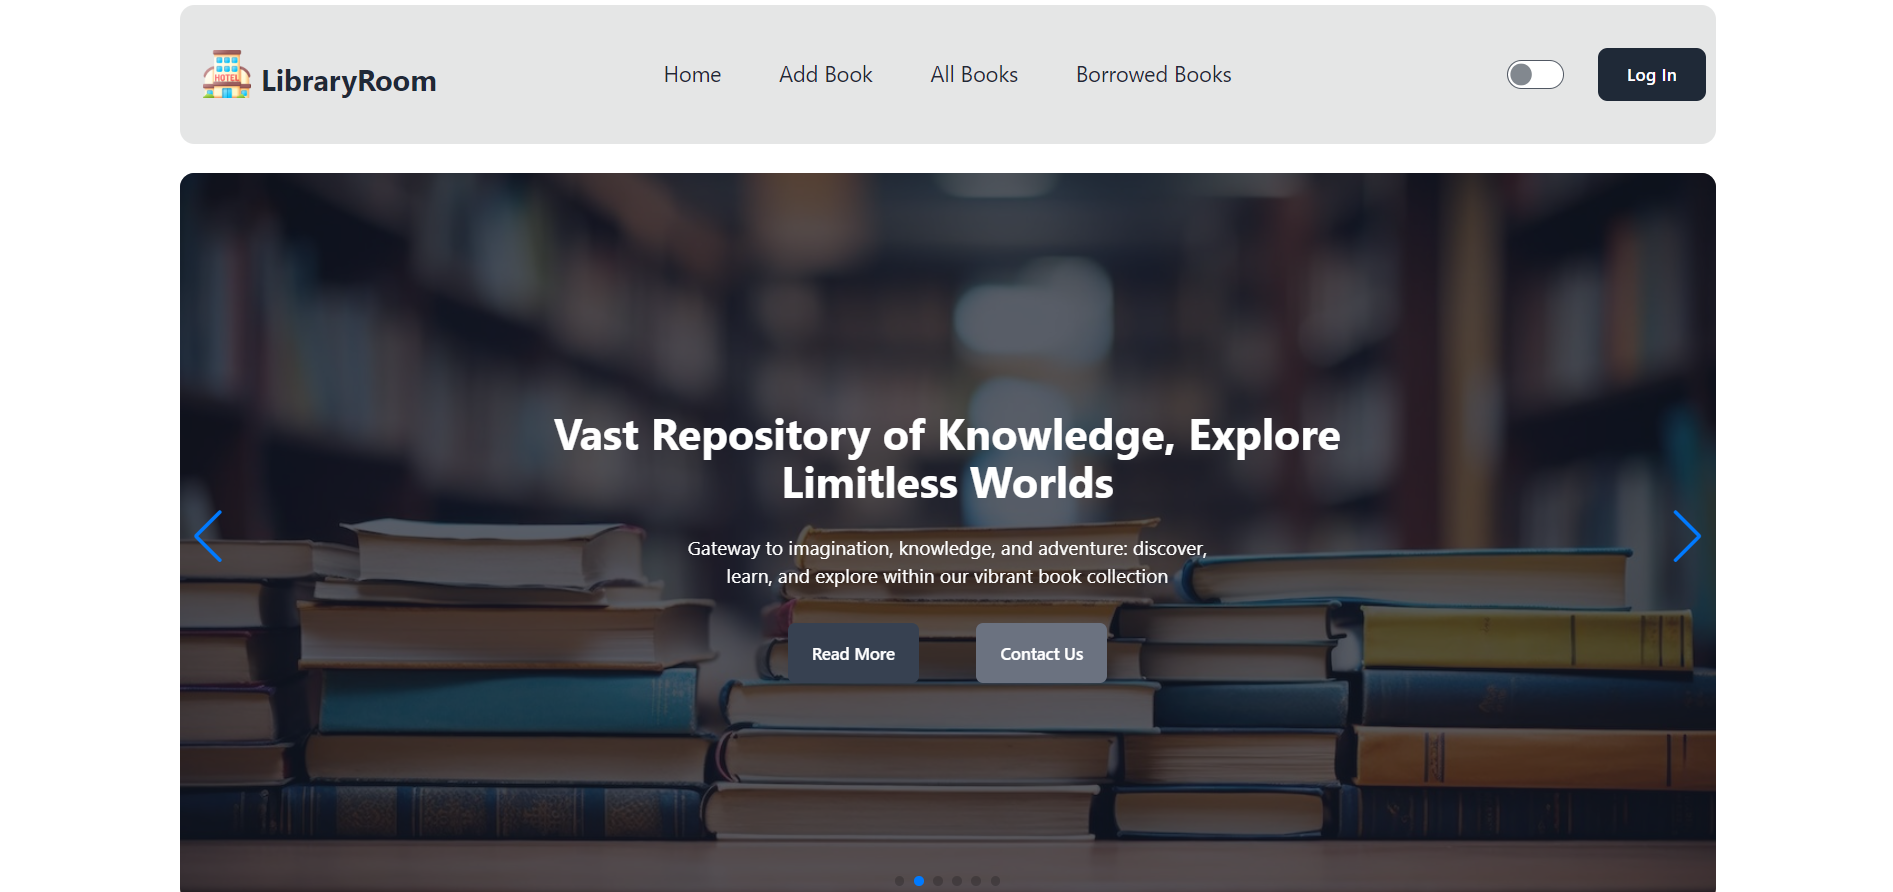 HOTEL
LibraryRoom
Home
Add Book
All Books
Borrowed Books
Log In
Vast Repository of Knowledge, Explore
Limitless Worlds
Gateway to imagination, knowledge, and adventure: discover,
learn, and explore within our vibrant book collection
Read More
Contact Us